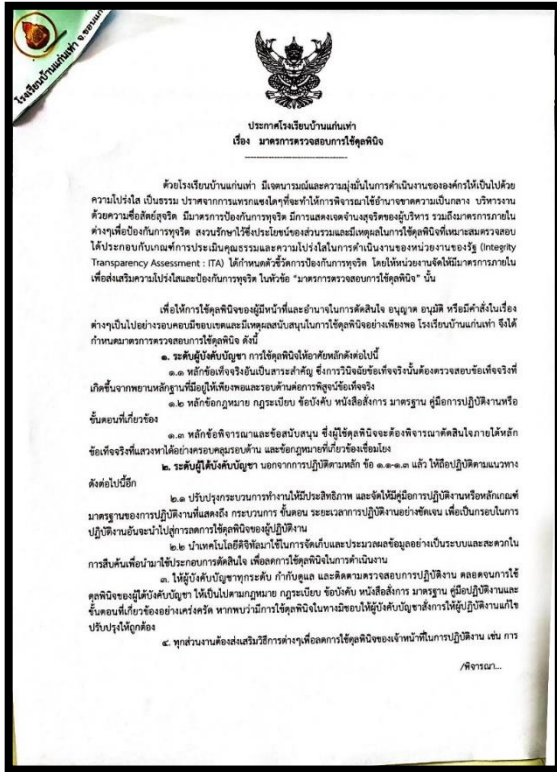 โรงเรียนบ้านแก่นเท่า จ.ขอนแก่น
ประกาศโรงเรียนบ้านแก่นเท่า
เรื่อง มาตรการตรวจสอบการใช้ดุลพินิจ
ด้วยโรงเรียนบ้านแก่นเท่า มีเจตนารมณ์และความมุ่งมั่นในการดำเนินงานขององค์กรให้เป็นไปด้วย
ความโปร่งใส เป็นธรรม ปราศจากการแทรกแซงใดๆที่จะทำให้การพิจารณาใช้อำนาจขาดความเป็นกลาง บริหารงาน
ด้วยความซื่อสัตย์สุจริต มีมาตรการป้องกันการทุจริต มีการแสดงเจตจำนงสุจริตของผู้บริหาร รวมถึงมาตรการภายใน
ต่างๆเพื่อป้องกันการทุจริต สงวนรักษาไว้ซึ่งประโยชน์ของส่วนรวมและมีเหตุผลในการใช้ดุลพินิจที่เหมาะสมตรวจสอบ
ได้ประกอบกับเกณฑ์การประเมินคุณธรรมและความโปร่งใสในการดำเนินงานของหน่วยงานของรัฐ (Integrity
Transparency Assessment : ITA) ได้กำหนดตัวชี้วัดการป้องกันการทุจริต โดยให้หน่วยงานจัดให้มีมาตรการภายใน
เพื่อส่งเสริมความโปร่งใสและป้องกันการทุจริต ในหัวข้อ “มาตรการตรวจสอบการใช้ดุลพินิจ” นั้น
เพื่อให้การใช้ดุลพินิจของผู้มีหน้าที่และอำนาจในการตัดสินใจ อนุญาต อนุมัติ หรือมีคำสั่งในเรื่อง
ต่างๆเป็นไปอย่างรอบคอบมีขอบเขตและมีเหตุผลสนับสนุนในการใช้ดุลพินิจอย่างเพียงพอ โรงเรียนบ้านแก่นเท่า จึงได้
กำหนดมาตรการตรวจสอบการใช้ดุลพินิจ ดังนี้
๑. ระดับผู้บังคับบัญชา การใช้ดุลพินิจให้อาศัยหลักดังต่อไปนี้
๑.๑ หลักข้อเท็จจริงอันเป็นสาระสำคัญ ซึ่งการวินิจฉัยข้อเท็จจริงนั้นต้องตรวจสอบข้อเท็จจริงที่
เกิดขึ้นจากพยานหลักฐานที่มีอยู่ให้เพียงพอและรอบด้านต่อการพิสูจน์ข้อเท็จจริง
๑.๒ หลักข้อกฎหมาย กฎระเบียบ ข้อบังคับ หนังสือสั่งการ มาตรฐาน คู่มือการปฏิบัติงานหรือ
ขั้นตอนที่เกี่ยวข้อง
๑.๓ หลักข้อพิจารณาและข้อสนับสนุน ซึ่งผู้ใช้ดุลพินิจจะต้องพิจารณาตัดสินใจภายใต้หลัก
ข้อเท็จจริงที่แสวงหาได้อย่างครอบคลุมรอบด้าน และข้อกฎหมายที่เกี่ยวข้องเชื่อมโยง
๒. ระดับผู้ใต้บังคับบัญชา นอกจากการปฏิบัติตามหลัก ข้อ ๑.๑-๑.๓ แล้ว ให้ถือปฏิบัติตามแนวทาง
ดังต่อไปนี้อีก
๒.๑ ปรับปรุงกระบวนการทำงานให้มีประสิทธิภาพ และจัดให้มีคู่มือการปฏิบัติงานหรือหลักเกณฑ์
มาตรฐานของการปฏิบัติงานที่แสดงถึง กระบวนการ ขั้นตอน ระยะเวลาการปฏิบัติงานอย่างชัดเจน เพื่อเป็นกรอบในการ
ปฏิบัติงานอันจะนำไปสู่การลดการใช้ดุลพินิจของผู้ปฏิบัติงาน
๒.๒ นำเทคโนโลยีดิจิทัลมาใช้ในการจัดเก็บและประมวลผลข้อมูลอย่างเป็นระบบและสะดวกใน
การสืบค้นเพื่อนำมาใช้ประกอบการตัดสินใจ เพื่อลดการใช้ดุลพินิจในการดำเนินงาน
๓. ให้ผู้บังคับบัญชาทุกระดับ กำกับดูแล และติดตามตรวจสอบการปฏิบัติงาน ตลอดจนการใช้
ดุลพินิจของผู้ใต้บังคับบัญชา ให้เป็นไปตามกฎหมาย กฎระเบียบ ข้อบังคับ หนังสือสั่งการ มาตรฐาน คู่มือปฏิบัติงานและ
ขั้นตอนที่เกี่ยวข้องอย่างเคร่งครัด หากพบว่ามีการใช้ดุลพินิจในทางมิชอบให้ผู้บังคับบัญชาสั่งการให้ผู้ปฏิบัติงานแก้ไข
ปรับปรุงให้ถูกต้อง
๔. ทุกส่วนงานต้องส่งเสริมวิธีการต่างๆเพื่อลดการใช้ดุลพินิจของเจ้าหน้าที่ในการปฏิบัติงาน เช่น การ
/พิจารณา...